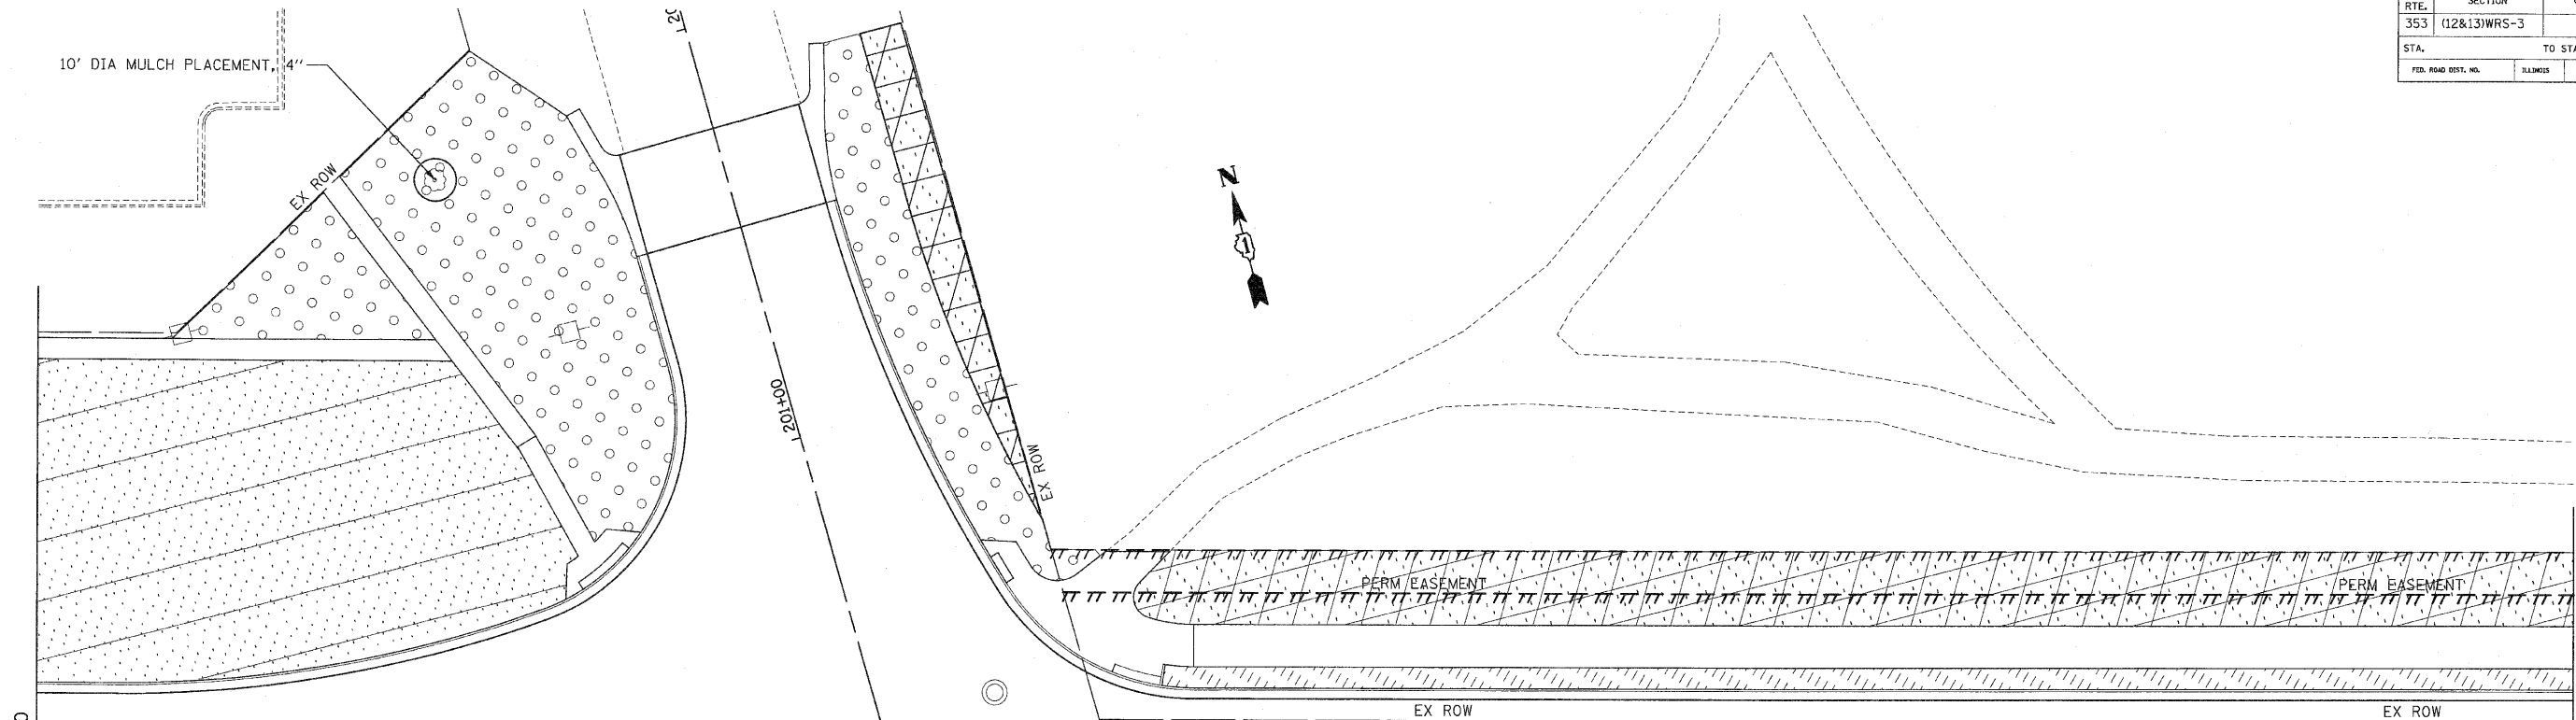 RTE. SECTION
353 (12&13)WRS-3
STA. TO STA
FED. ROAD DIST. NO. ILLINOIS
10' DIA MULCH PLACEMENT, 4"
EX ROW
N
1
201+00
EX ROW
PERM EASEMENT
PERM EASEMENT
EX ROW
EX ROW